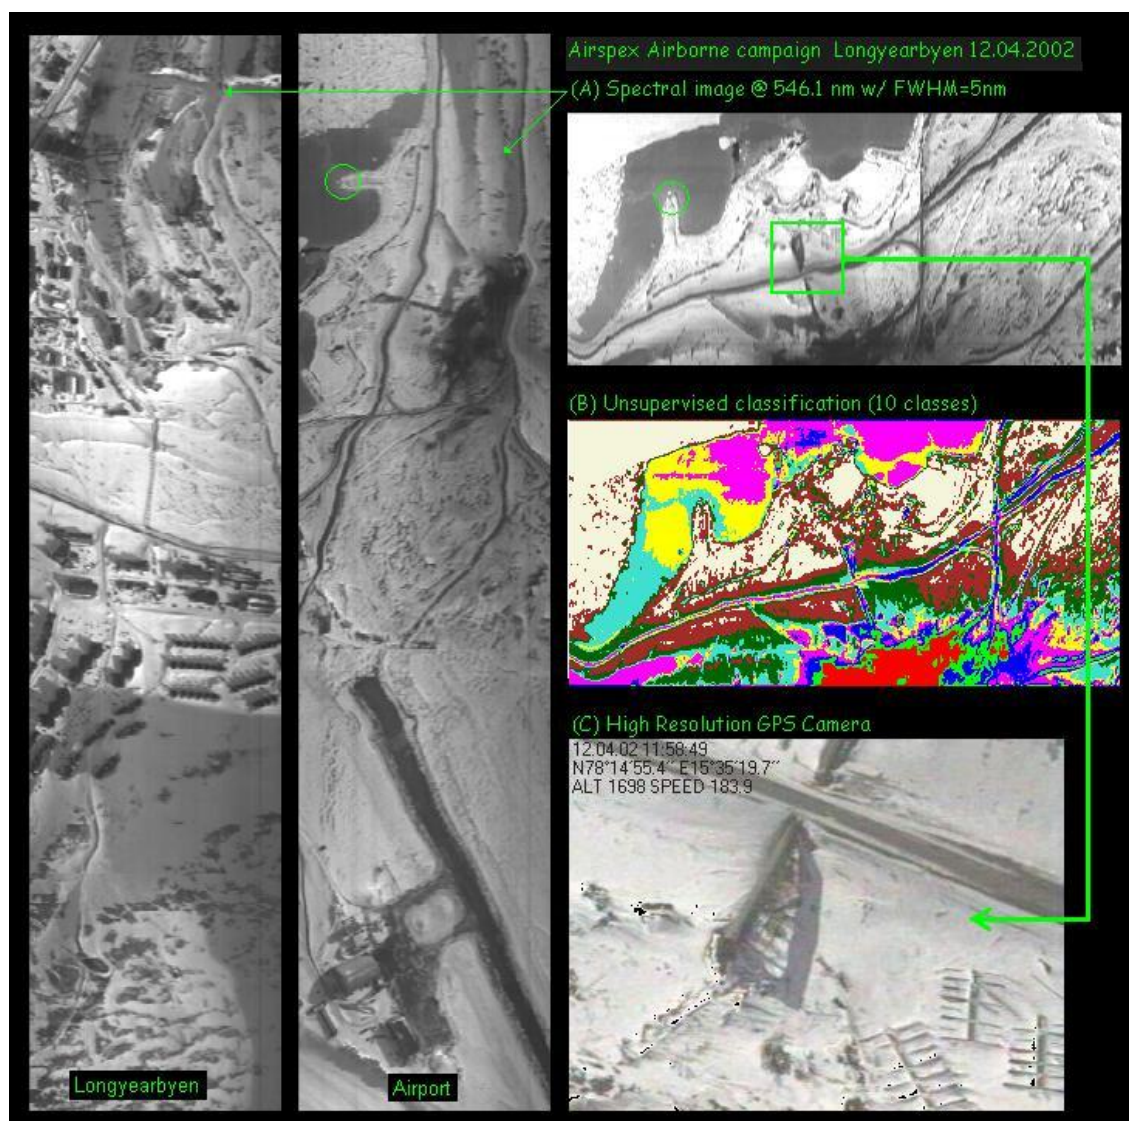 Airspex Airborne campaign Longyearbyen 12.04.2002
(A) Spectral image @ 546.1 nm w/ FWHM=5nm
(B) Unsupervised classification (10 classes)
(C) High Resolution GPS Camera
12.04.02 11:58:49
N78°14´55.4´´ E15°35´19.7´´
ALT 1698 SPEED 183.9
Longyearbyen
Airport